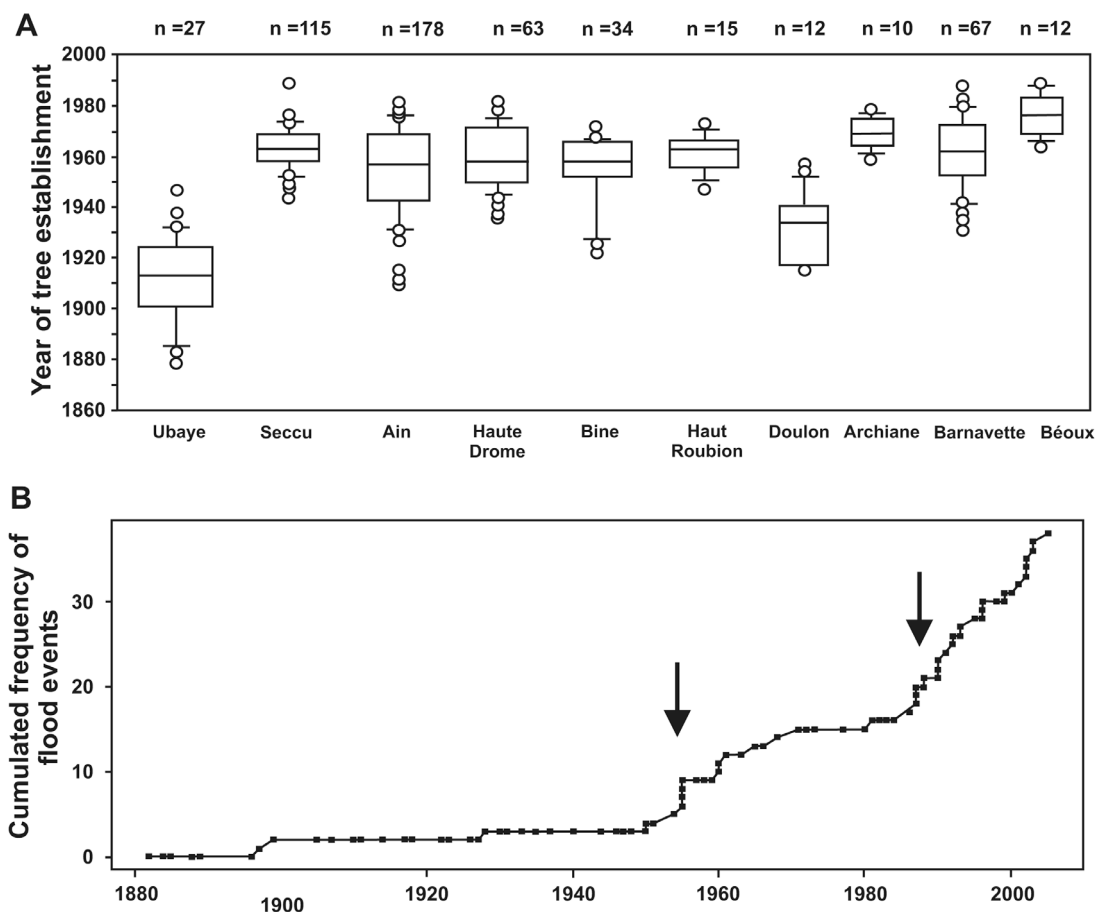 A
n =27 n =115 n =178 n =63 n =34 n =15 n =12 n =10 n =67 n =12
Year of tree establishment
2000
1980
1960
1940
1920
1900
1880
1860
Ubaye Seccu Ain Haute Drome Bine Haut Roubion Doulon Archiane Barnavette Béoux
B
Cumulated frequency of
flood events
30
20
10
0
1880 1900 1920 1940 1960 1980 2000